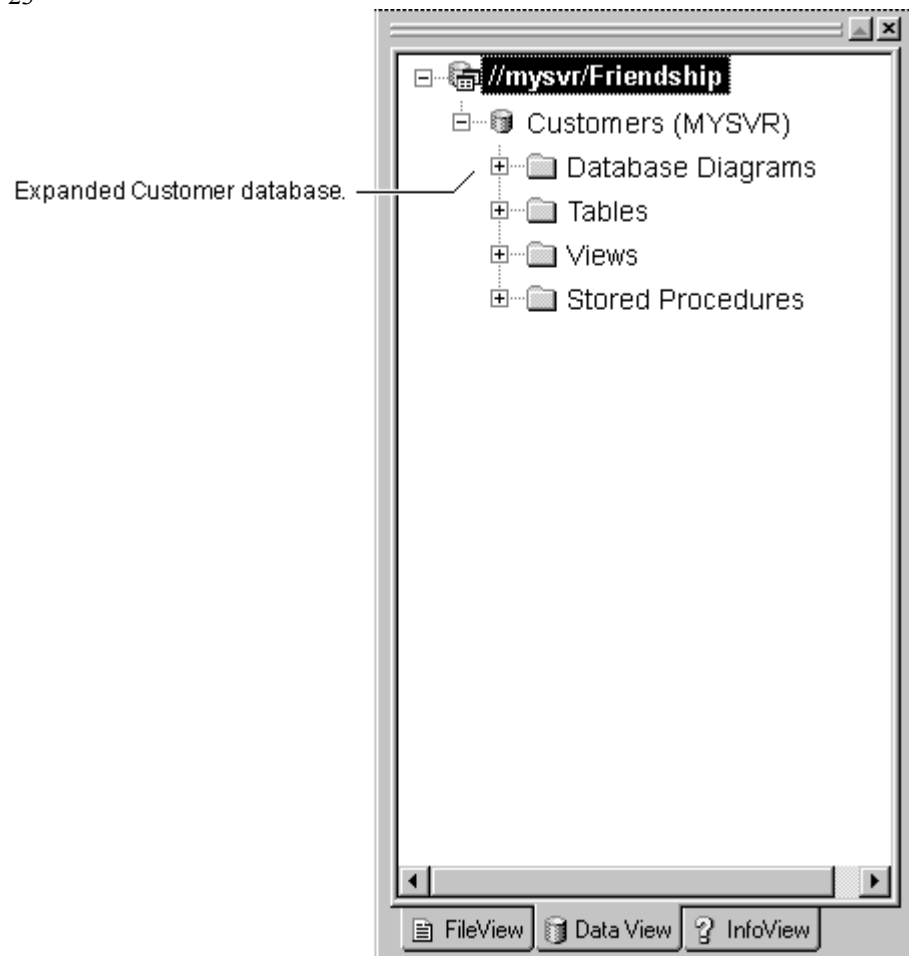 //mysvr/Friendship
Customers (MYSVR)
Database Diagrams
Expanded Customer database.
Tables
Views
Stored Procedures
FileView Data View InfoView